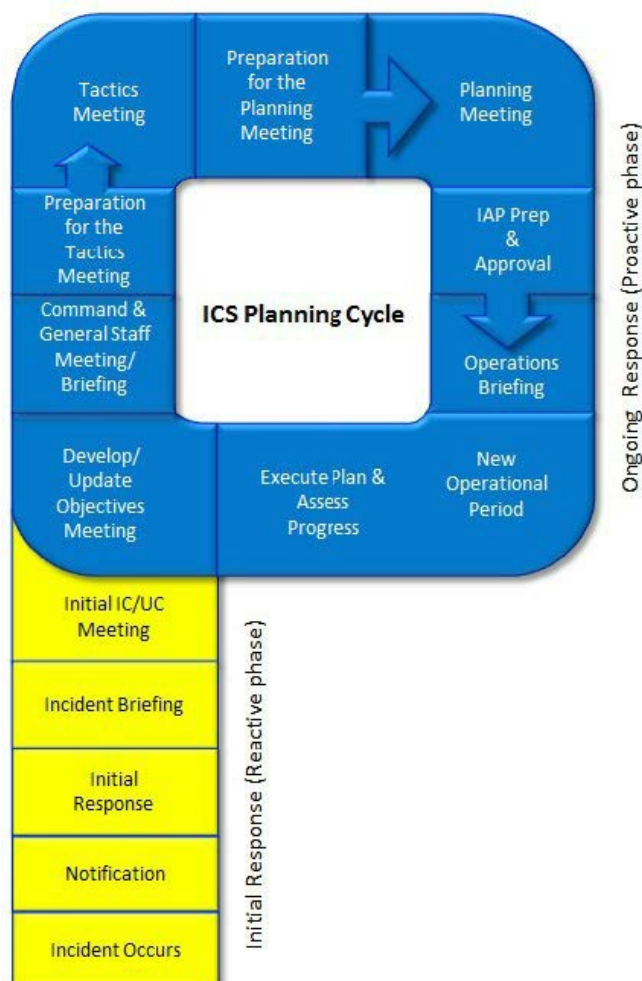 Tactics
Meeting
Preparation
for the
Planning
Meeting
Planning
Meeting
Preparation
for the
Tactics
Meeting
ICS Planning Cycle
IAP Prep
&
Approval
Command &
General Staff
Meeting/
Briefing
Operations
Briefing
Develop/
Update
Objectives
Meeting
Execute Plan &
Assess
Progress
New
Operational
Period
Ongoing Response (Proactive phase)
Initial IC/UC
Meeting
Incident Briefing
Initial
Response
Notification
Incident Occurs
Initial Response (Reactive phase)